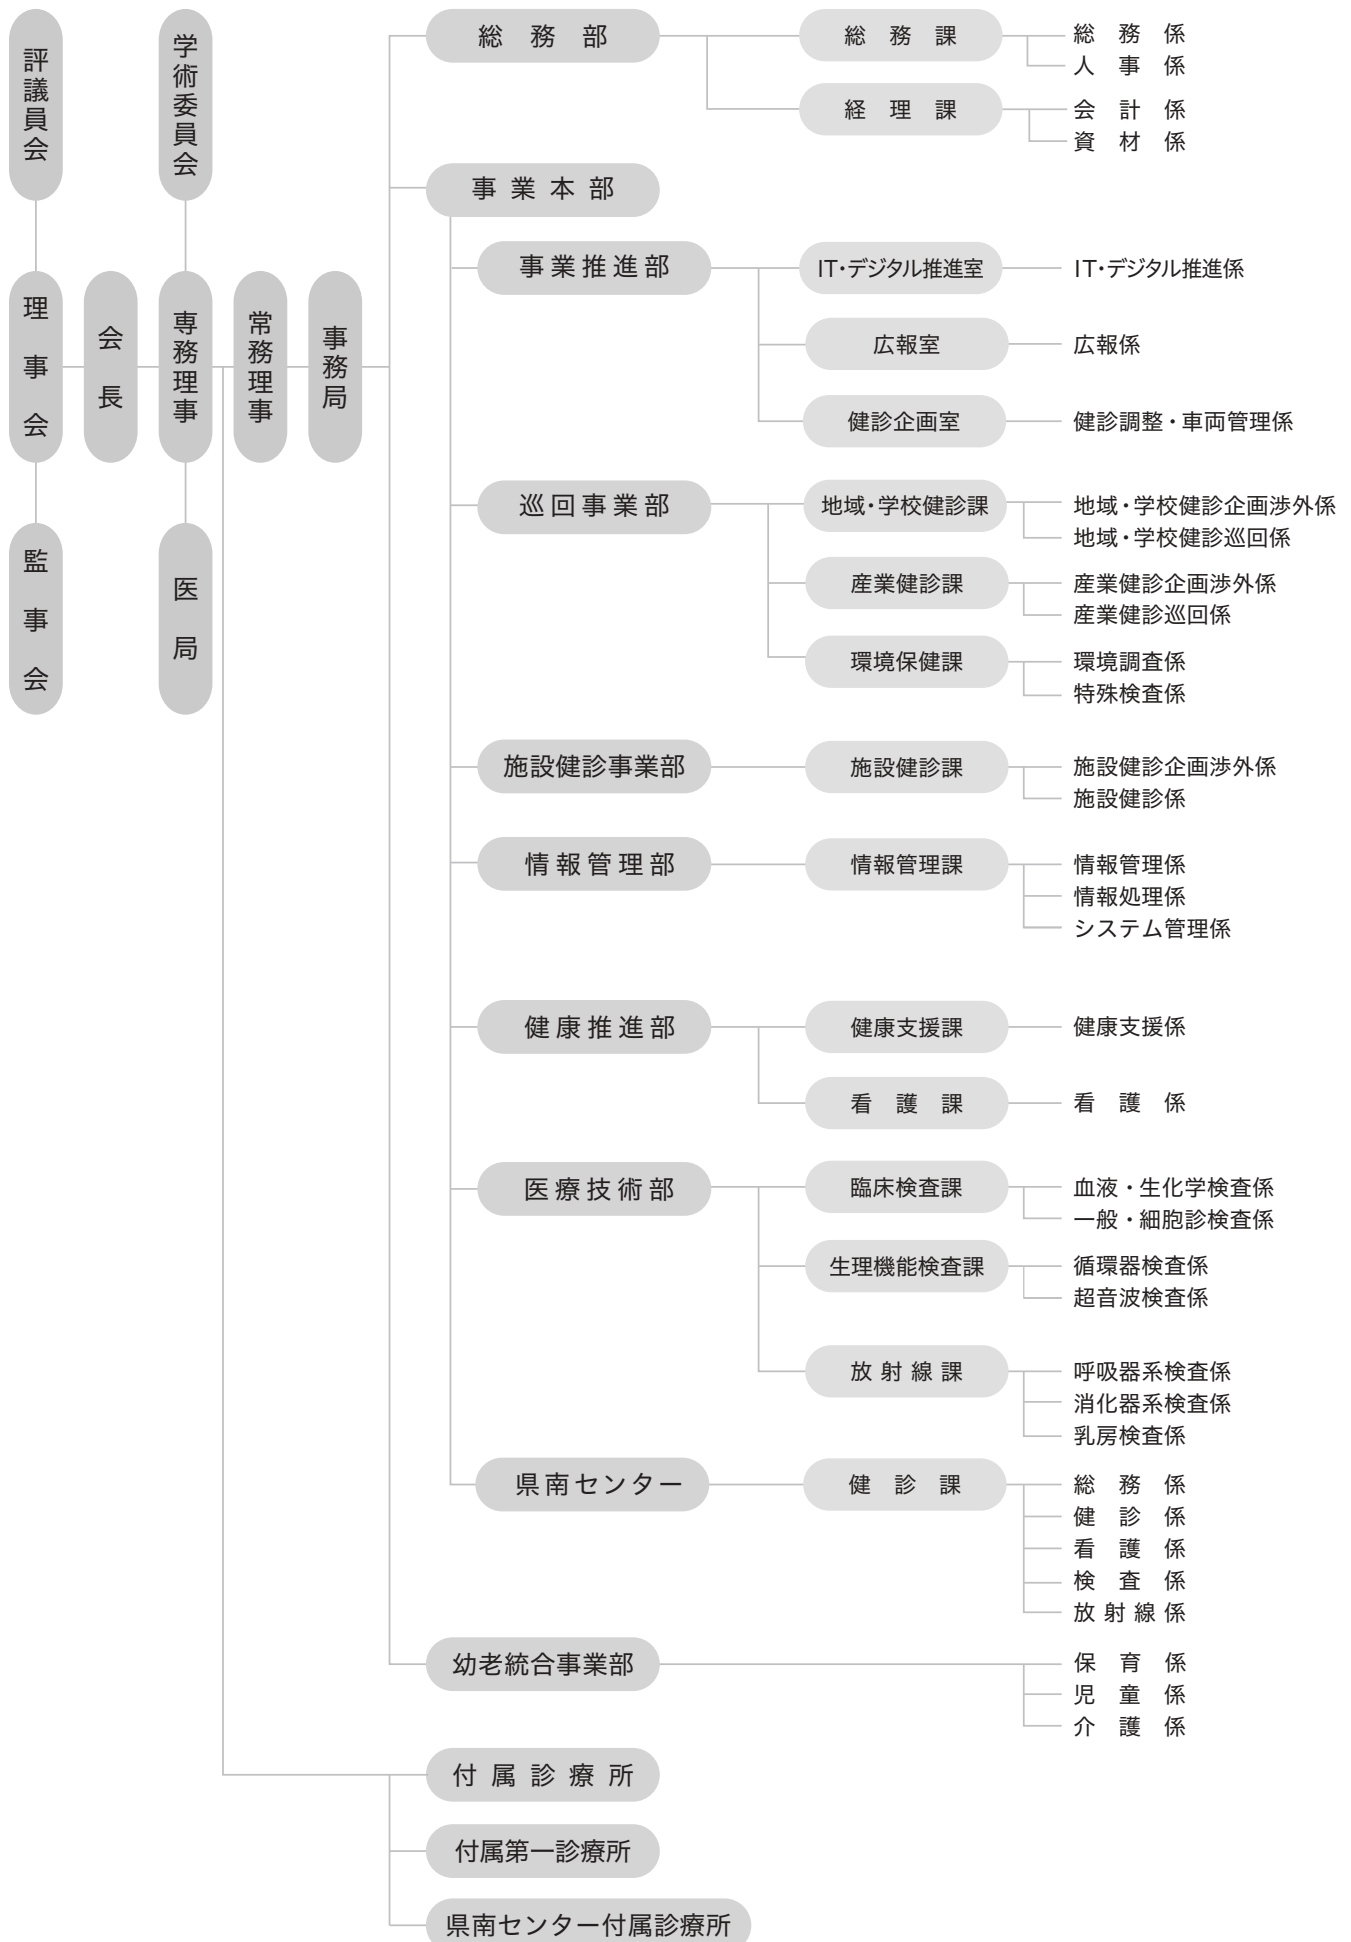 評議員会
学術委員会
理事会
会長
専務理事
常務理事
事務局
監事会
医局
総務部
総務課
総務係
人事係
経理課
会計係
資材係
事業本部
事業推進部
IT・デジタル推進室
IT・デジタル推進係
広報室
広報係
健診企画室
健診調整・車両管理係
巡回事業部
地域・学校健診課
地域・学校健診企画渉外係
地域・学校健診巡回係
産業健診課
産業健診企画渉外係
産業健診巡回係
環境保健課
環境調査係
特殊検査係
施設健診事業部
施設健診課
施設健診企画渉外係
施設健診係
情報管理部
情報管理課
情報管理係
情報処理係
システム管理係
健康推進部
健康支援課
健康支援係
看護課
看護係
医療技術部
臨床検査課
血液・生化学検査係
一般・細胞診検査係
生理機能検査課
循環器検査係
超音波検査係
放射線課
呼吸器系検査係
消化器系検査係
乳房検査係
県南センター
健診課
総務係
健診係
看護係
検査係
放射線係
幼老統合事業部
保育係
児童係
介護係
付属診療所
付属第一診療所
県南センター付属診療所